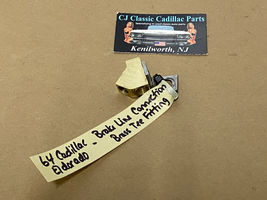 CJ Classic Cadillac Parts
Kenilworth, NJ
64 Cadillac - Brake Line Connection
Eldorado Brass Tee Fitting